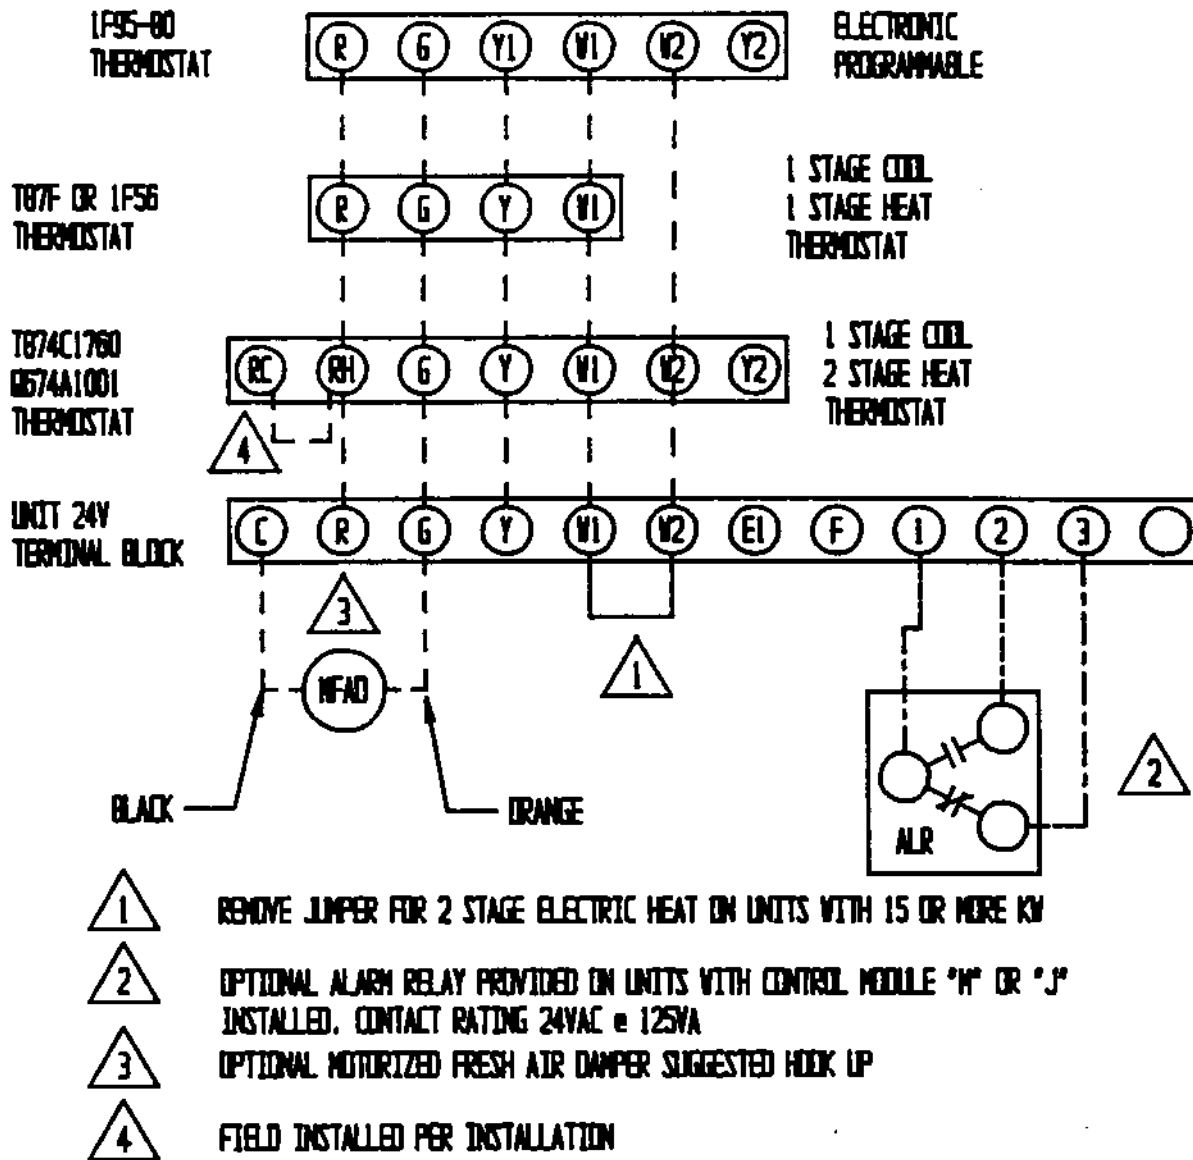 1F95-80
THERMOSTAT
R G Y1 W1 W2 Y2
ELECTRONIC
PROGRAMMABLE
T87F OR 1F56
THERMOSTAT
R G Y W1
1 STAGE COOL
1 STAGE HEAT
THERMOSTAT
T874C1760
Q674A1001
THERMOSTAT
RC RH G Y W1 W2 Y2
1 STAGE COOL
2 STAGE HEAT
THERMOSTAT
4
UNIT 24V
TERMINAL BLOCK
C R G Y W1 W2 E1 F 1 2 3
3
1
MFAD
2
BLACK
ORANGE
ALR
1 REMOVE JUMPER FOR 2 STAGE ELECTRIC HEAT ON UNITS WITH 15 OR MORE KW
2 OPTIONAL ALARM RELAY PROVIDED ON UNITS WITH CONTROL MODULE "M" OR "J"
INSTALLED. CONTACT RATING 24VAC @ 125VA
3 OPTIONAL MOTORIZED FRESH AIR DAMPER SUGGESTED HOOK UP
4 FIELD INSTALLED PER INSTALLATION